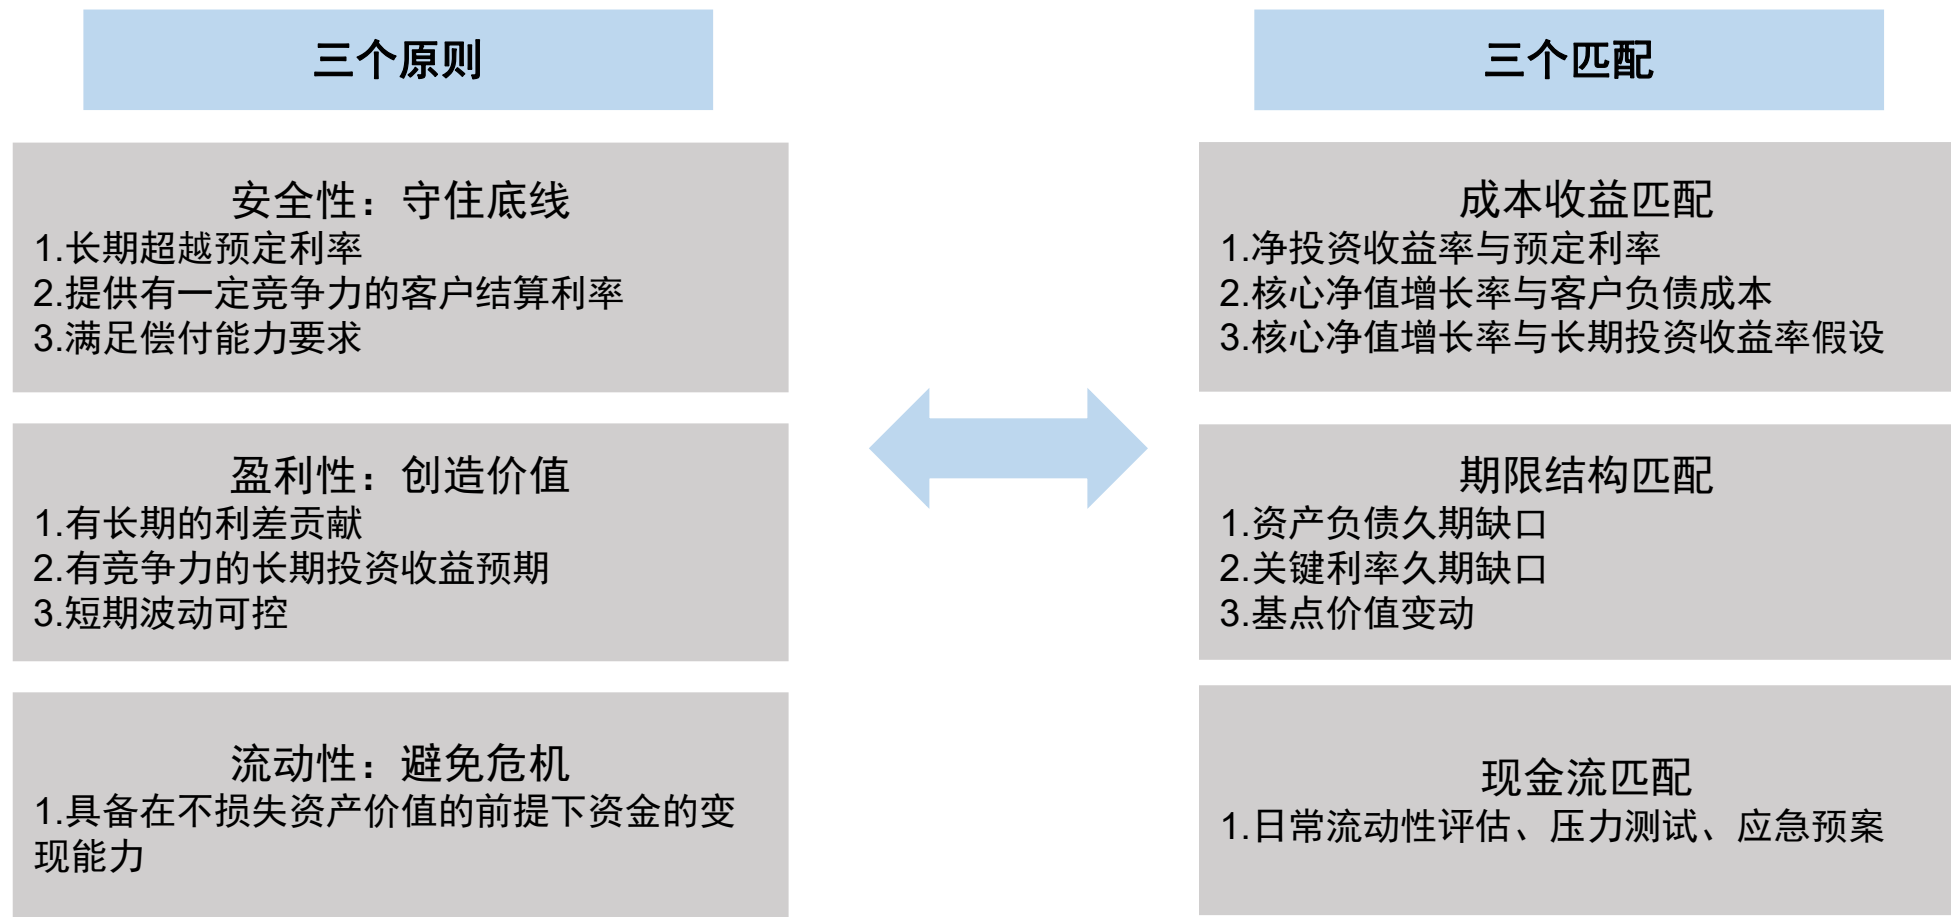 三个原则
安全性：守住底线
1.长期超越预定利率
2.提供有一定竞争力的客户结算利率
3.满足偿付能力要求
盈利性：创造价值
1.有长期的利差贡献
2.有竞争力的长期投资收益预期
3.短期波动可控
流动性：避免危机
1.具备在不损失资产价值的前提下资金的变
现能力
三个匹配
成本收益匹配
1.净投资收益率与预定利率
2.核心净值增长率与客户负债成本
3.核心净值增长率与长期投资收益率假设
期限结构匹配
1.资产负债久期缺口
2.关键利率久期缺口
3.基点价值变动
现金流匹配
1.日常流动性评估、压力测试、应急预案